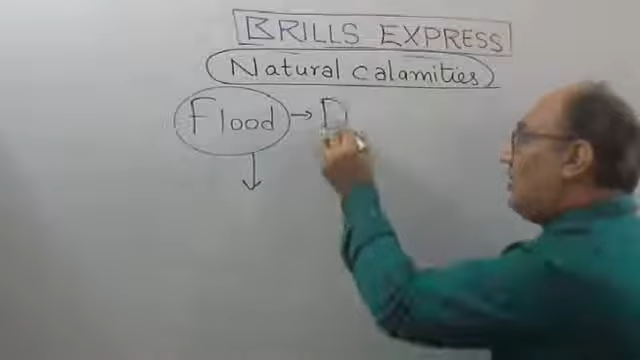 BRILLS EXPRESS
Natural calamities
Flood → D